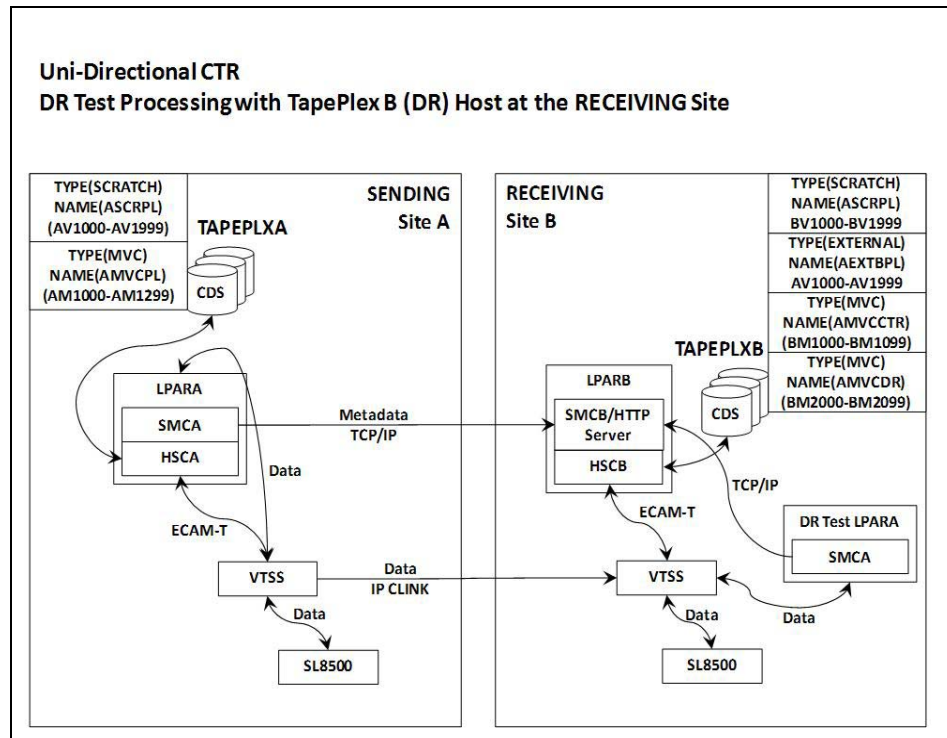 Uni-Directional CTR
DR Test Processing with TapePlex B (DR) Host at the RECEIVING Site
TYPE(SCRATCH)
NAME(ASCRPL)
(AV1000-AV1999)
TYPE(MVC)
NAME(AMVCPL)
(AM1000-AM1299)
TAPEPLXA
CDS
SENDING
Site A
LPARA
SMCA
HSCA
Metadata
TCP/IP
Data
ECAM-T
VTSS
Data
IP CLINK
Data
SL8500
RECEIVING
Site B
TYPE(SCRATCH)
NAME(ASCRPL)
BV1000-BV1999
TYPE(EXTERNAL)
NAME(AEXTBPL)
AV1000-AV1999
TYPE(MVC)
NAME(AMVCCTR)
(BM1000-BM1099)
TYPE(MVC)
NAME(AMVCDR)
(BM2000-BM2099)
TAPEPLXB
CDS
LPARB
SMCB/HTTP
Server
HSCB
TCP/IP
ECAM-T
DR Test LPARA
SMCA
VTSS
Data
Data
SL8500